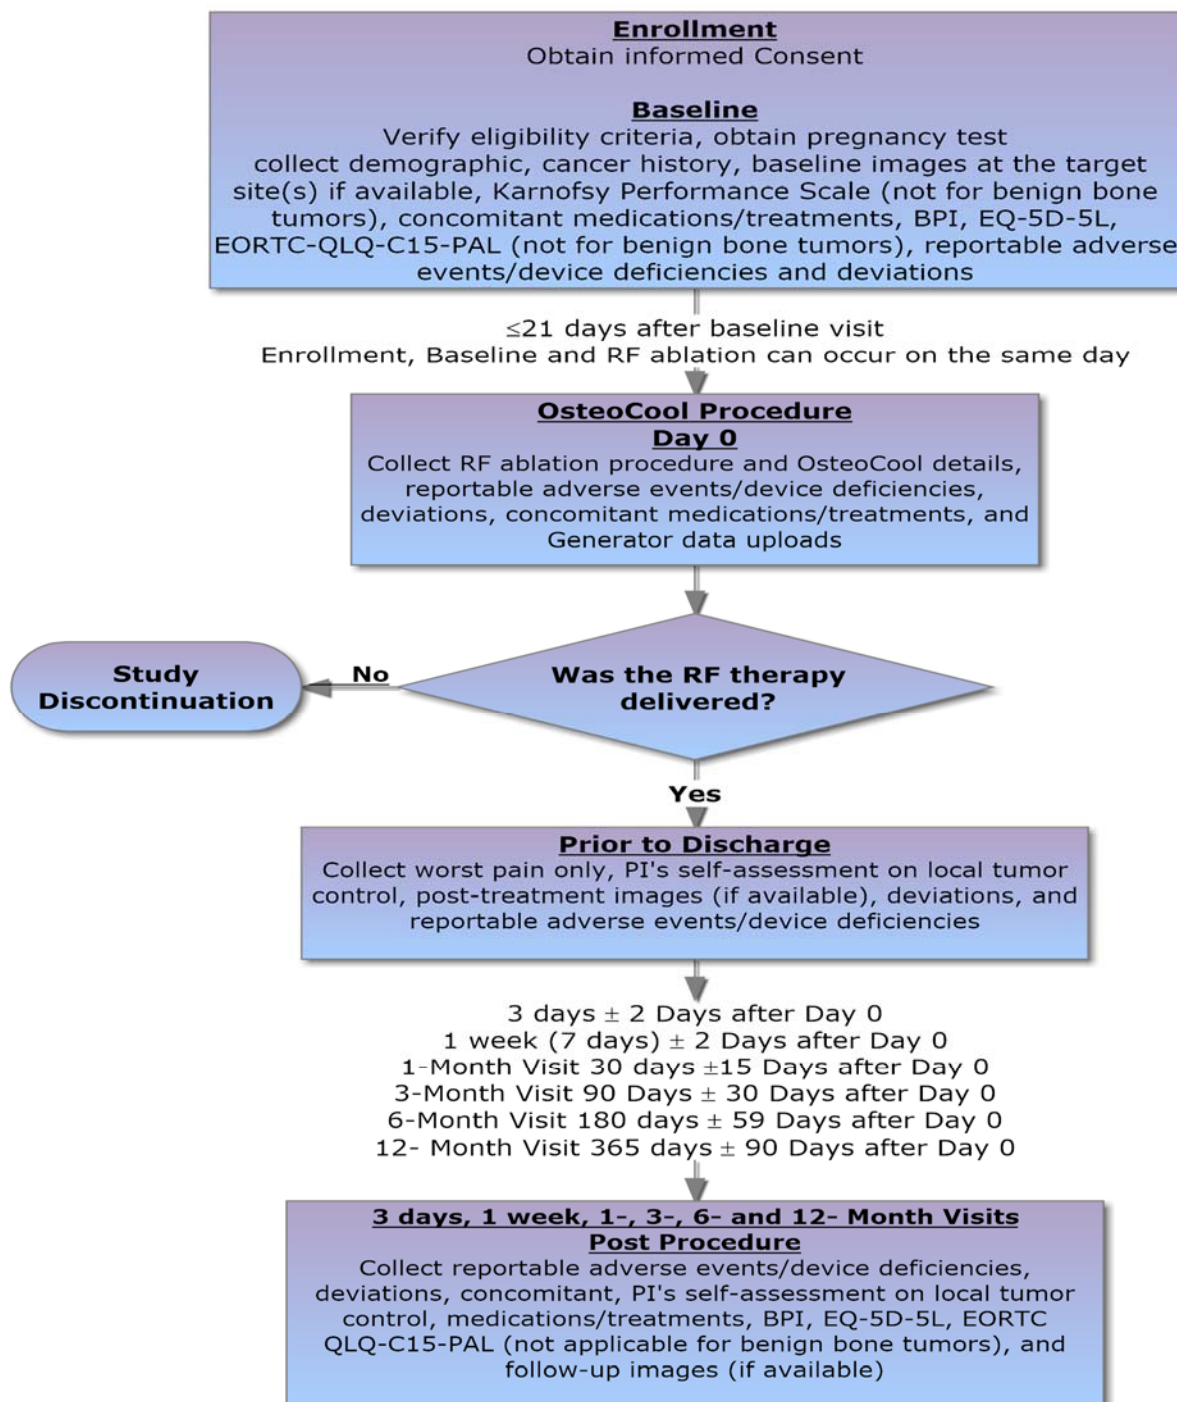 Enrollment
Obtain informed Consent
Baseline
Verify eligibility criteria, obtain pregnancy test
collect demographic, cancer history, baseline images at the target
site(s) if available, Karnofsy Performance Scale (not for benign bone
tumors), concomitant medications/treatments, BPI, EQ-5D-5L,
EORTC-QLQ-C15-PAL (not for benign bone tumors), reportable adverse
events/device deficiencies and deviations
≤21 days after baseline visit
Enrollment, Baseline and RF ablation can occur on the same day
OsteoCool Procedure
Day 0
Collect RF ablation procedure and OsteoCool details,
reportable adverse events/device deficiencies,
deviations, concomitant medications/treatments, and
Generator data uploads
Was the RF therapy
delivered?
No
Study
Discontinuation
Yes
Prior to Discharge
Collect worst pain only, PI's self-assessment on local tumor
control, post-treatment images (if available), deviations, and
reportable adverse events/device deficiencies
3 days ± 2 Days after Day 0
1 week (7 days) ± 2 Days after Day 0
1-Month Visit 30 days ±15 Days after Day 0
3-Month Visit 90 Days ± 30 Days after Day 0
6-Month Visit 180 days ± 59 Days after Day 0
12- Month Visit 365 days ± 90 Days after Day 0
3 days, 1 week, 1-, 3-, 6- and 12- Month Visits
Post Procedure
Collect reportable adverse events/device deficiencies,
deviations, concomitant, PI's self-assessment on local tumor
control, medications/treatments, BPI, EQ-5D-5L, EORTC
QLQ-C15-PAL (not applicable for benign bone tumors), and
follow-up images (if available)